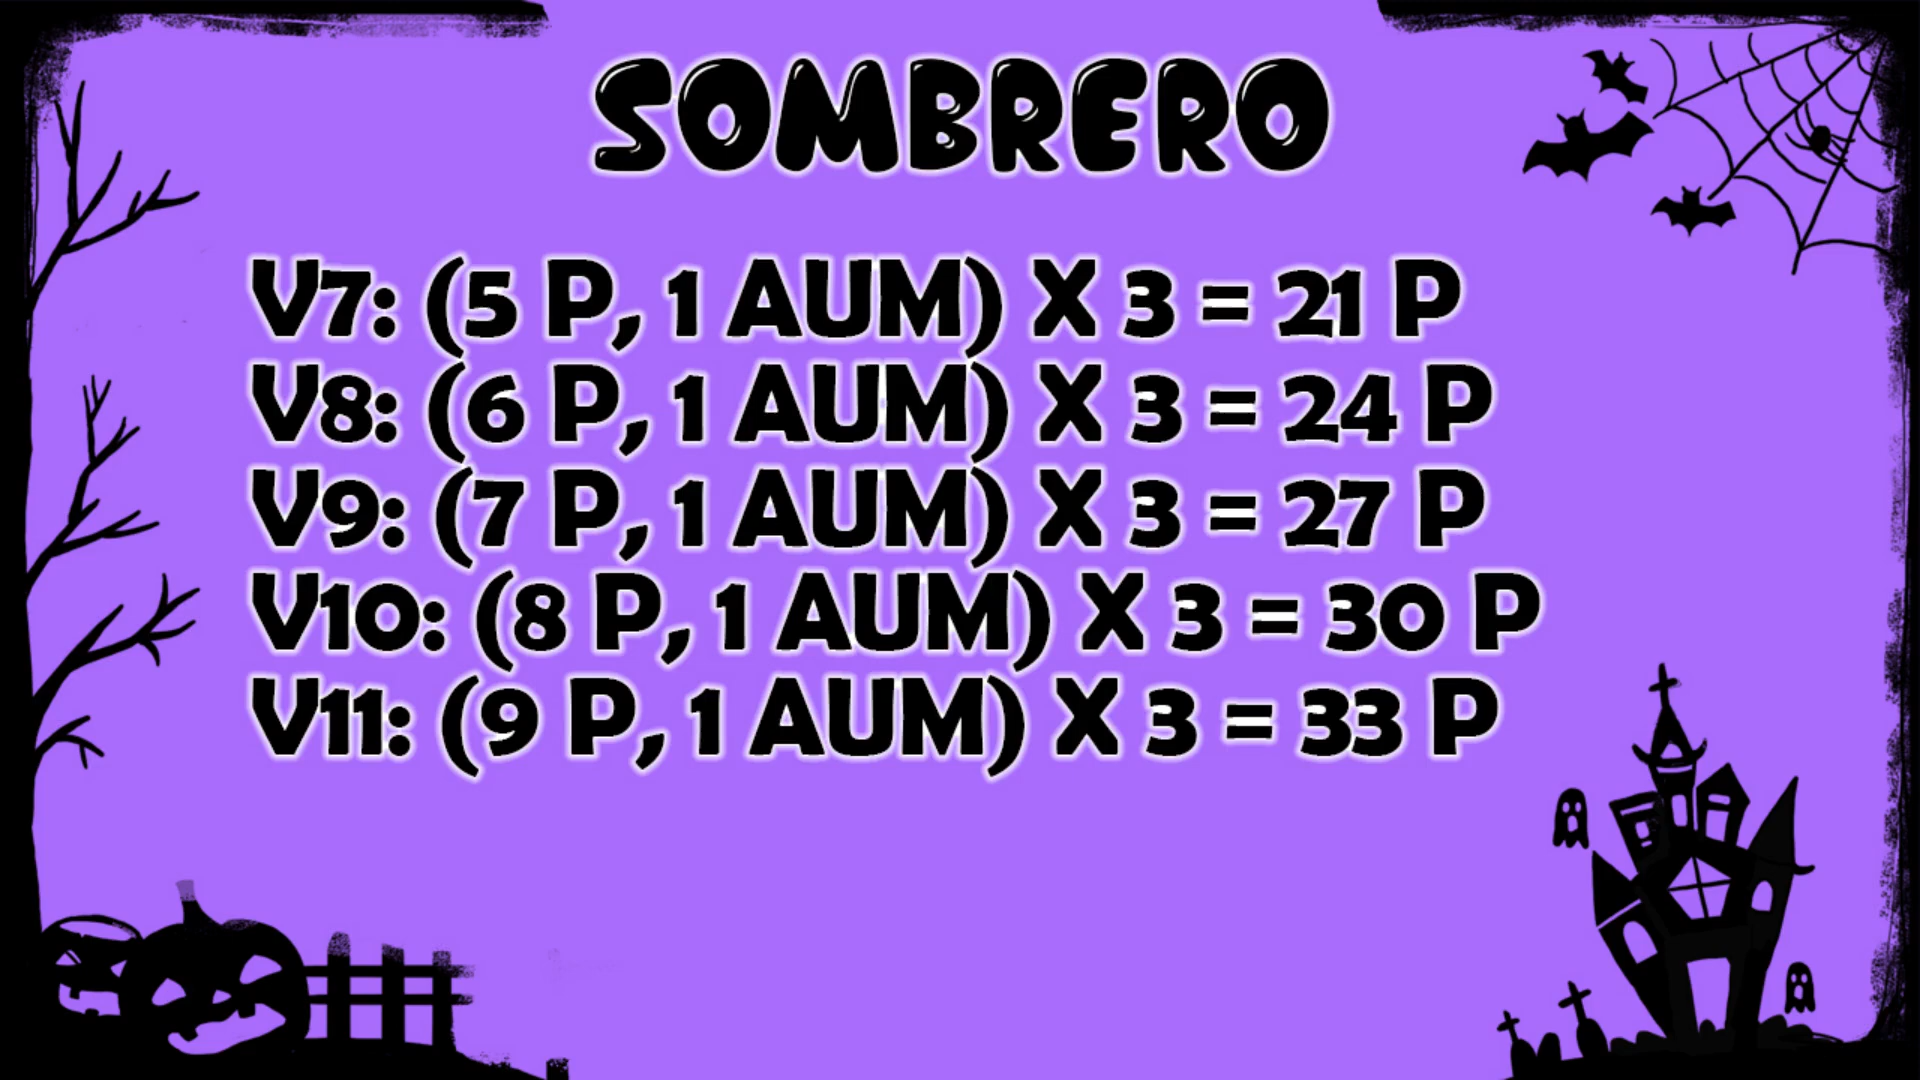 SOMBRERO
V7: (5 P, 1 AUM) X 3 = 21 P
V8: (6 P, 1 AUM) X 3 = 24 P
V9: (7 P, 1 AUM) X 3 = 27 P
V10: (8 P, 1 AUM) X 3 = 30 P
V11: (9 P, 1 AUM) X 3 = 33 P